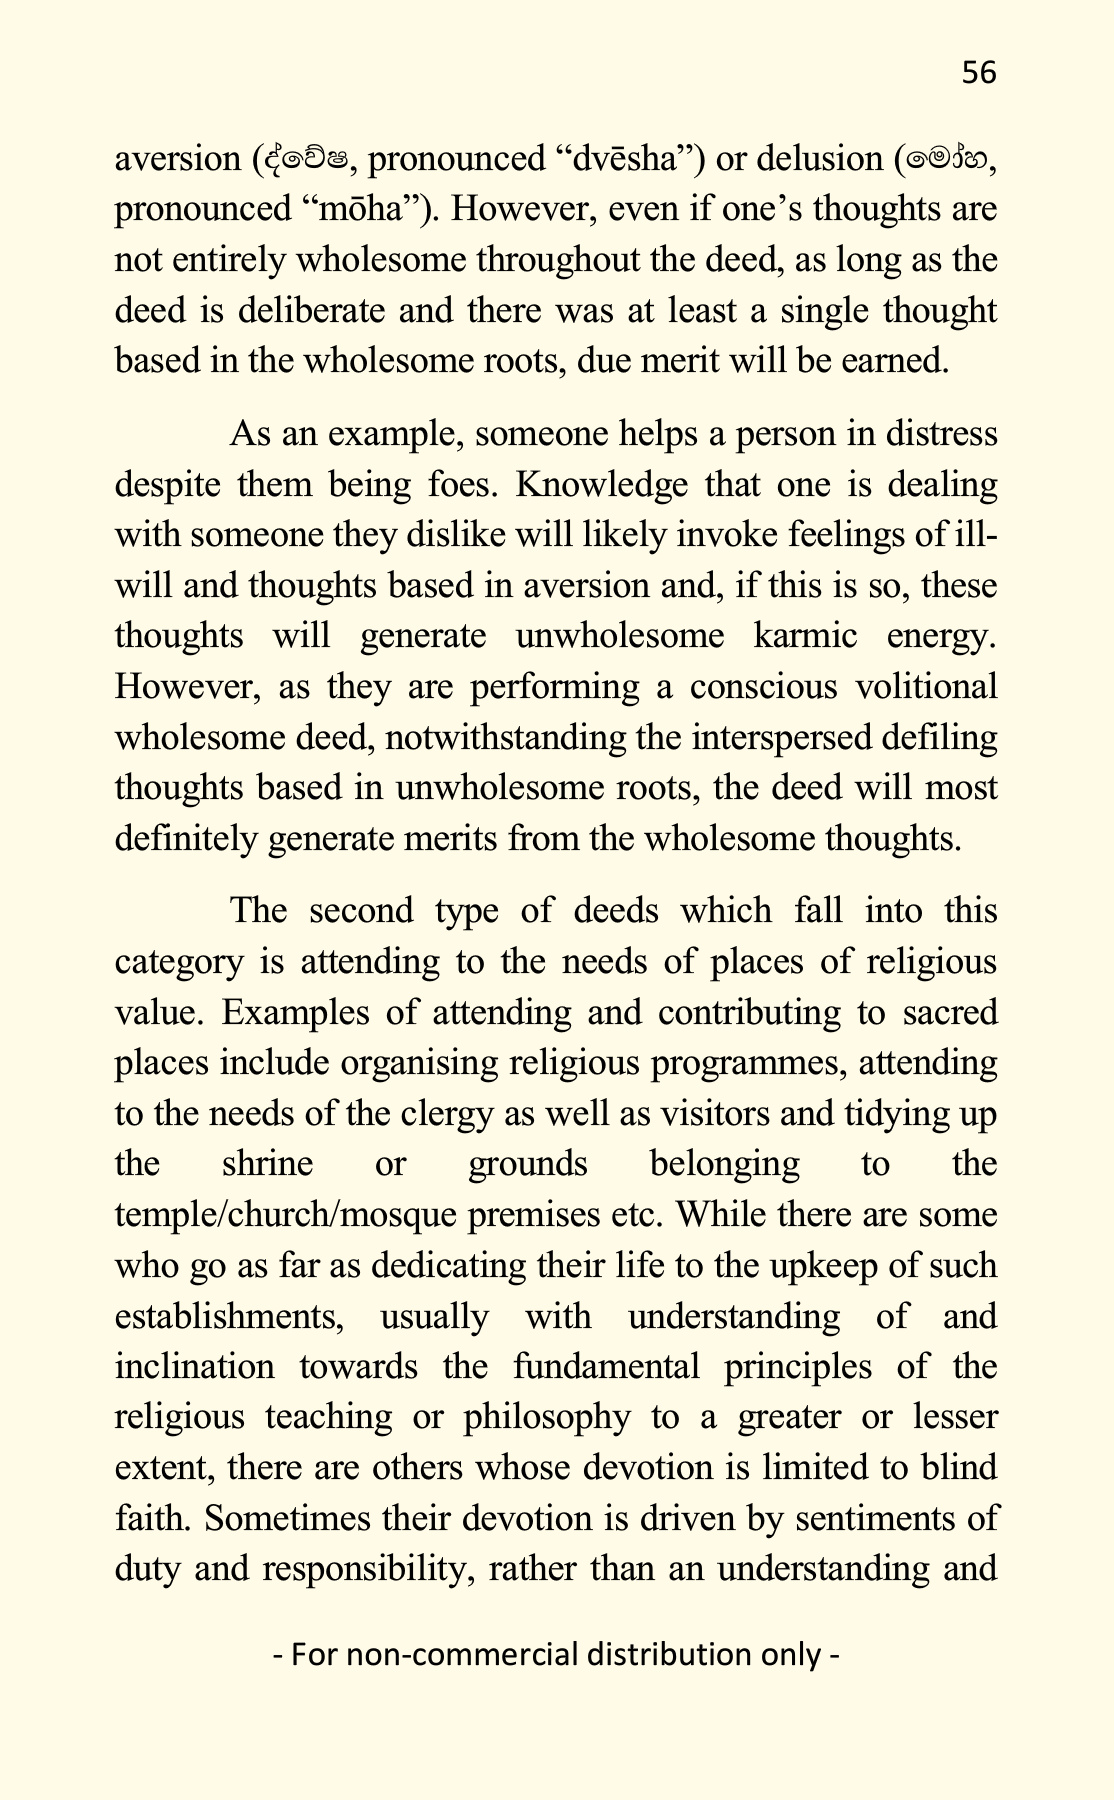 56
aversion (ද්වේෂ, pronounced “dvēsha”) or delusion (මෝහ,
pronounced “mōha”). However, even if one’s thoughts are
not entirely wholesome throughout the deed, as long as the
deed is deliberate and there was at least a single thought
based in the wholesome roots, due merit will be earned.
As an example, someone helps a person in distress
despite them being foes. Knowledge that one is dealing
with someone they dislike will likely invoke feelings of ill-
will and thoughts based in aversion and, if this is so, these
thoughts will generate unwholesome karmic energy.
However, as they are performing a conscious volitional
wholesome deed, notwithstanding the interspersed defiling
thoughts based in unwholesome roots, the deed will most
definitely generate merits from the wholesome thoughts.
The second type of deeds which fall into this
category is attending to the needs of places of religious
value. Examples of attending and contributing to sacred
places include organising religious programmes, attending
to the needs of the clergy as well as visitors and tidying up
the shrine or grounds belonging to the
temple/church/mosque premises etc. While there are some
who go as far as dedicating their life to the upkeep of such
establishments, usually with understanding of and
inclination towards the fundamental principles of the
religious teaching or philosophy to a greater or lesser
extent, there are others whose devotion is limited to blind
faith. Sometimes their devotion is driven by sentiments of
duty and responsibility, rather than an understanding and
- For non-commercial distribution only -